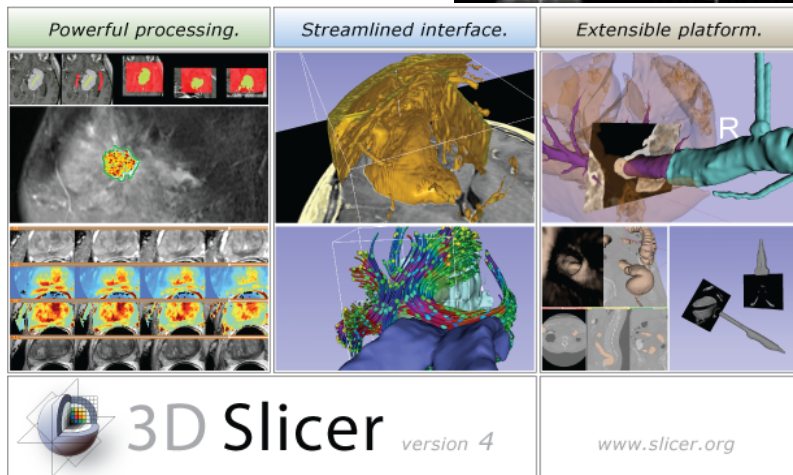 Powerful processing.
Streamlined interface.
Extensible platform.
R
3D Slicer version 4
www.slicer.org